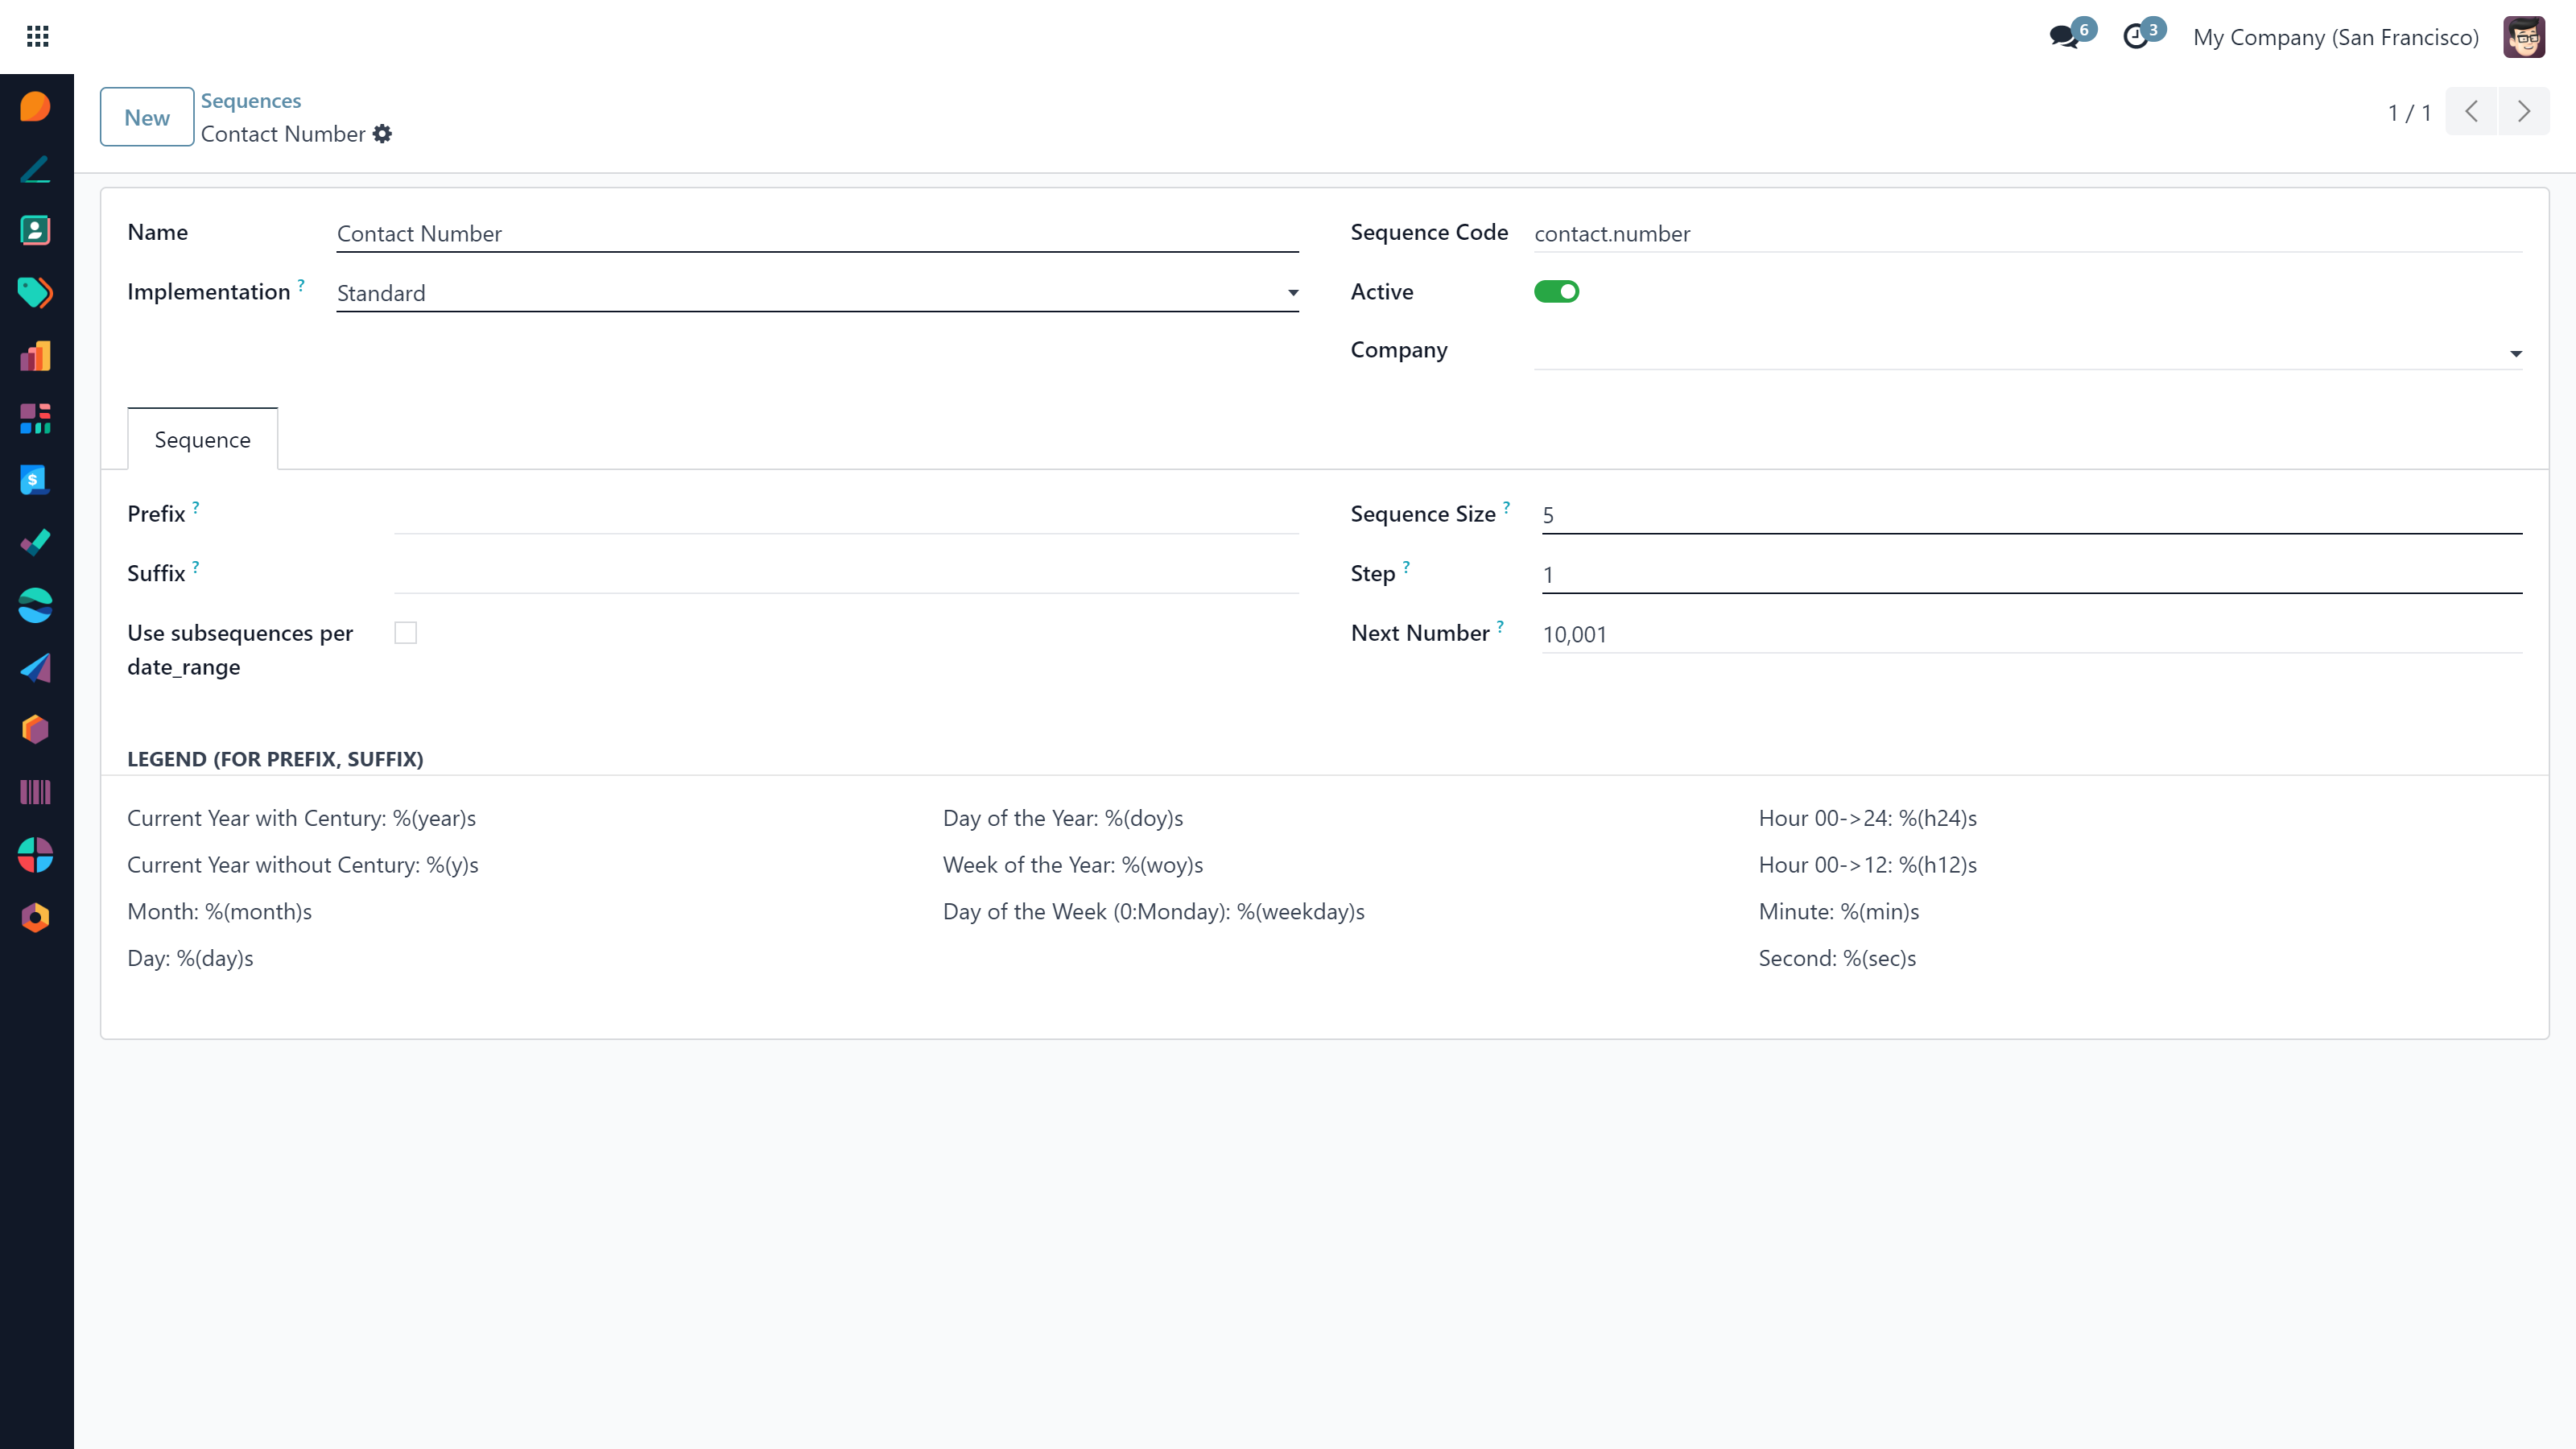 6
3
My Company (San Francisco)
New
Sequences
Contact Number
1 / 1
Name
Contact Number
Sequence Code
contact.number
Implementation ?
Standard
Active
Company
Sequence
Prefix ?
Sequence Size ?
5
Suffix ?
Step ?
1
Use subsequences per
date_range
Next Number ?
10,001
LEGEND (FOR PREFIX, SUFFIX)
Current Year with Century: %(year)s
Day of the Year: %(doy)s
Hour 00->24: %(h24)s
Current Year without Century: %(y)s
Week of the Year: %(woy)s
Hour 00->12: %(h12)s
Month: %(month)s
Day of the Week (0:Monday): %(weekday)s
Minute: %(min)s
Day: %(day)s
Second: %(sec)s